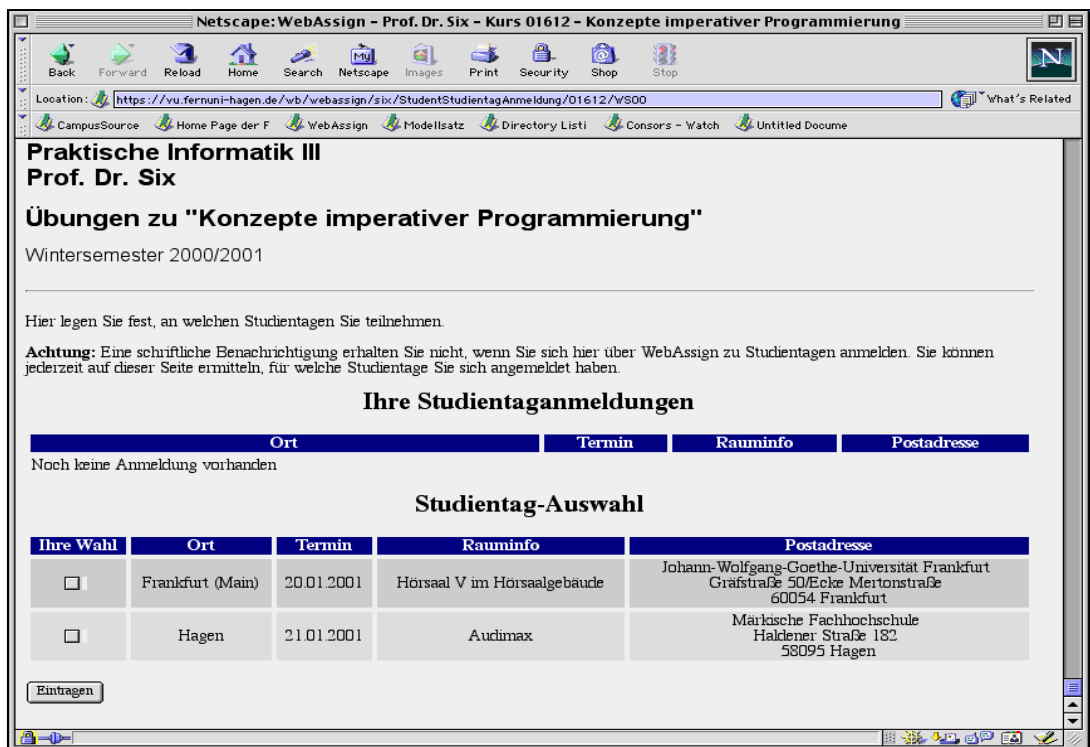 Netscape: WebAssign – Prof. Dr. Six – Kurs 01612 – Konzepte imperativer Programmierung
Back Forward Reload Home Search Netscape Images Print Security Shop Stop
My
N
Location: https://vu.fernuni-hagen.de/wb/webassign/six/StudentStudientagAnmeldung/01612/WS00 What's Related
CampusSource Home Page der F WebAssign Modellsatz Directory Listi Consors – Watch Untitled Docume
Praktische Informatik III
Prof. Dr. Six
Übungen zu "Konzepte imperativer Programmierung"
Wintersemester 2000/2001
Hier legen Sie fest, an welchen Studientagen Sie teilnehmen.
Achtung: Eine schriftliche Benachrichtigung erhalten Sie nicht, wenn Sie sich hier über WebAssign zu Studientagen anmelden. Sie können
jederzeit auf dieser Seite ermitteln, für welche Studientage Sie sich angemeldet haben.
Ihre Studientaganmeldungen
Ort Termin Rauminfo Postadresse
Noch keine Anmeldung vorhanden
Studientag-Auswahl
Ihre Wahl Ort Termin Rauminfo Postadresse
Frankfurt (Main) 20.01.2001 Hörsaal V im Hörsaalgebäude Johann-Wolfgang-Goethe-Universität Frankfurt
Gräfstraße 50/Ecke Mertonstraße
60054 Frankfurt
Hagen 21.01.2001 Audimax Märkische Fachhochschule
Haldener Straße 182
58095 Hagen
Eintragen